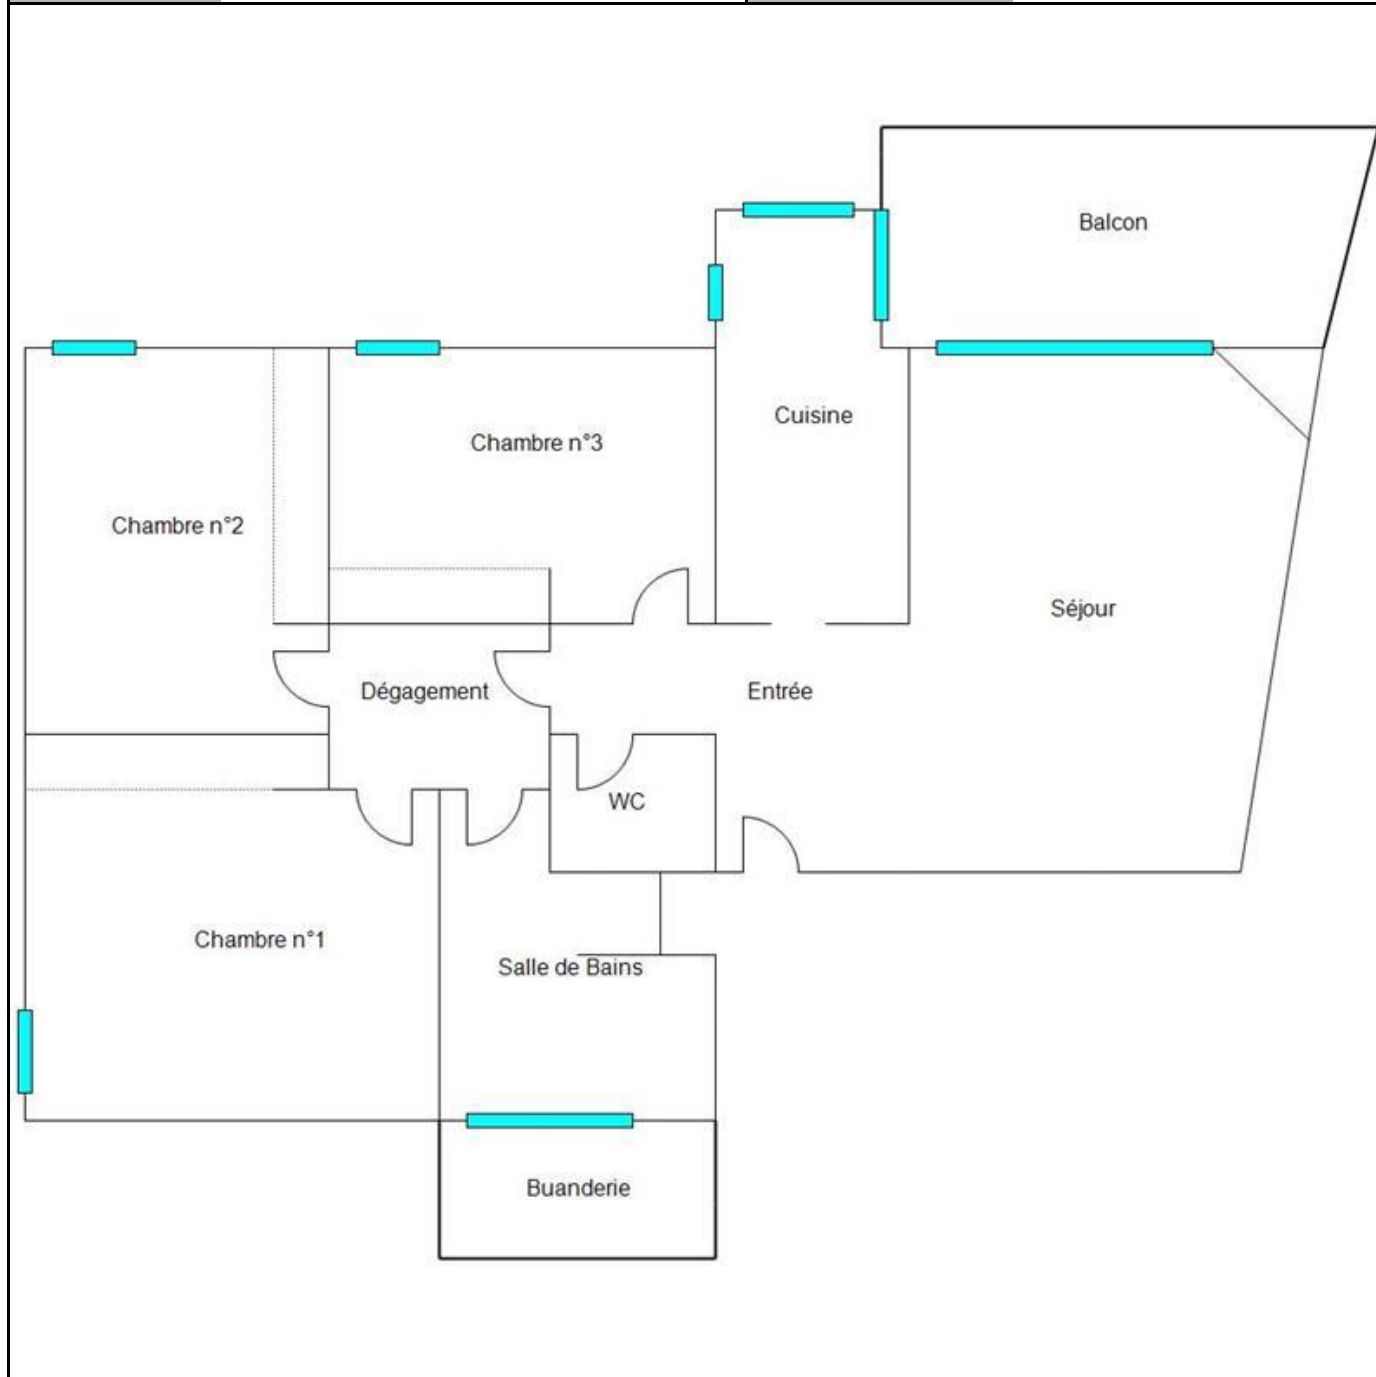 Balcon
Cuisine
Chambre n°3
Chambre n°2
Séjour
Dégagement
Entrée
WC
Chambre n°1
Salle de Bains
Buanderie